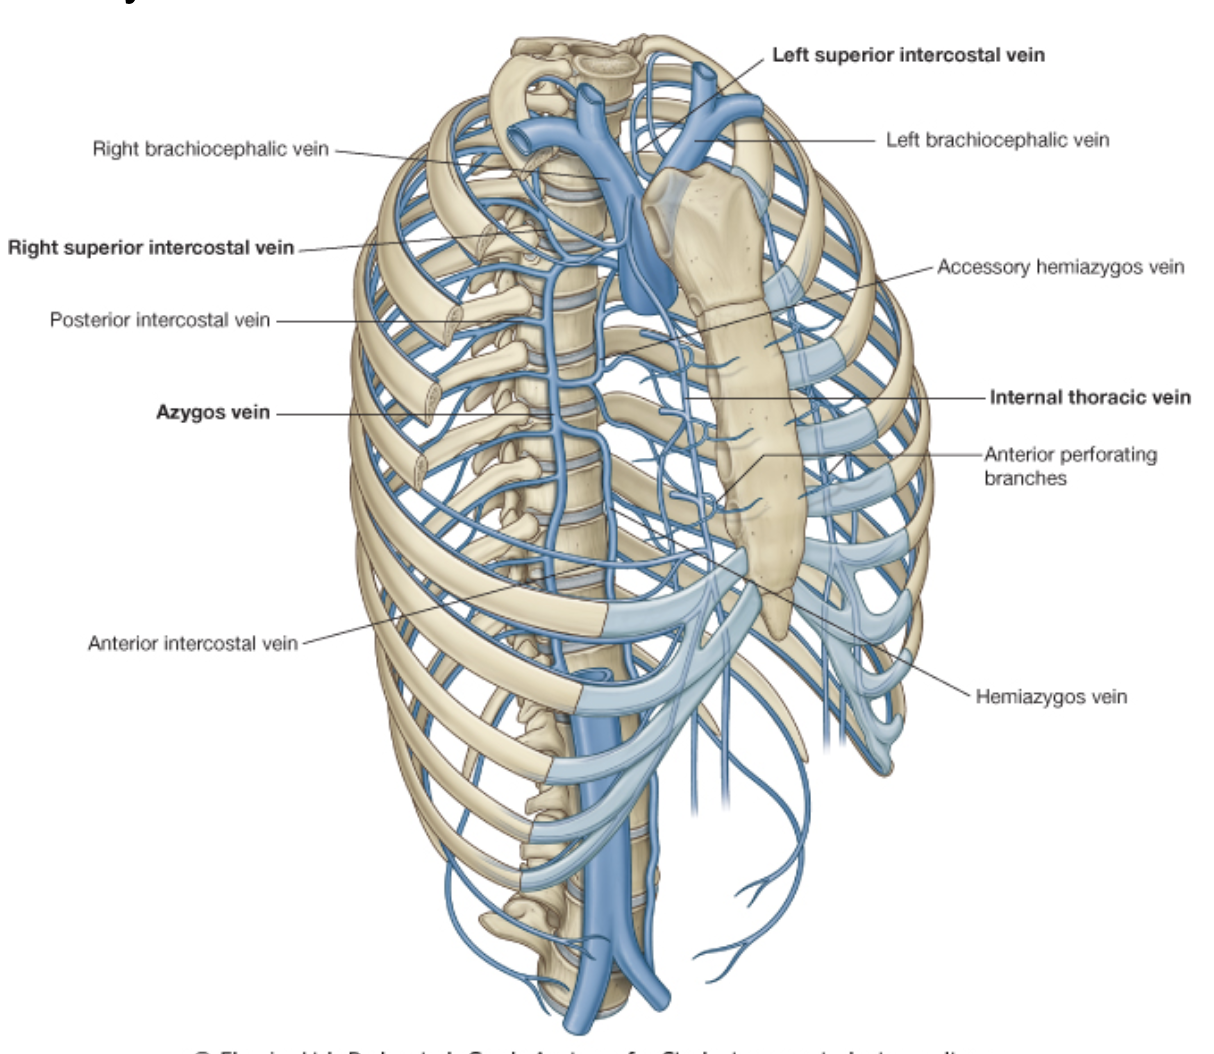 Left superior intercostal vein
Right brachiocephalic vein
Left brachiocephalic vein
Right superior intercostal vein
Accessory hemiazygos vein
Posterior intercostal vein
Azygos vein
Internal thoracic vein
Anterior perforating
branches
Anterior intercostal vein
Hemiazygos vein